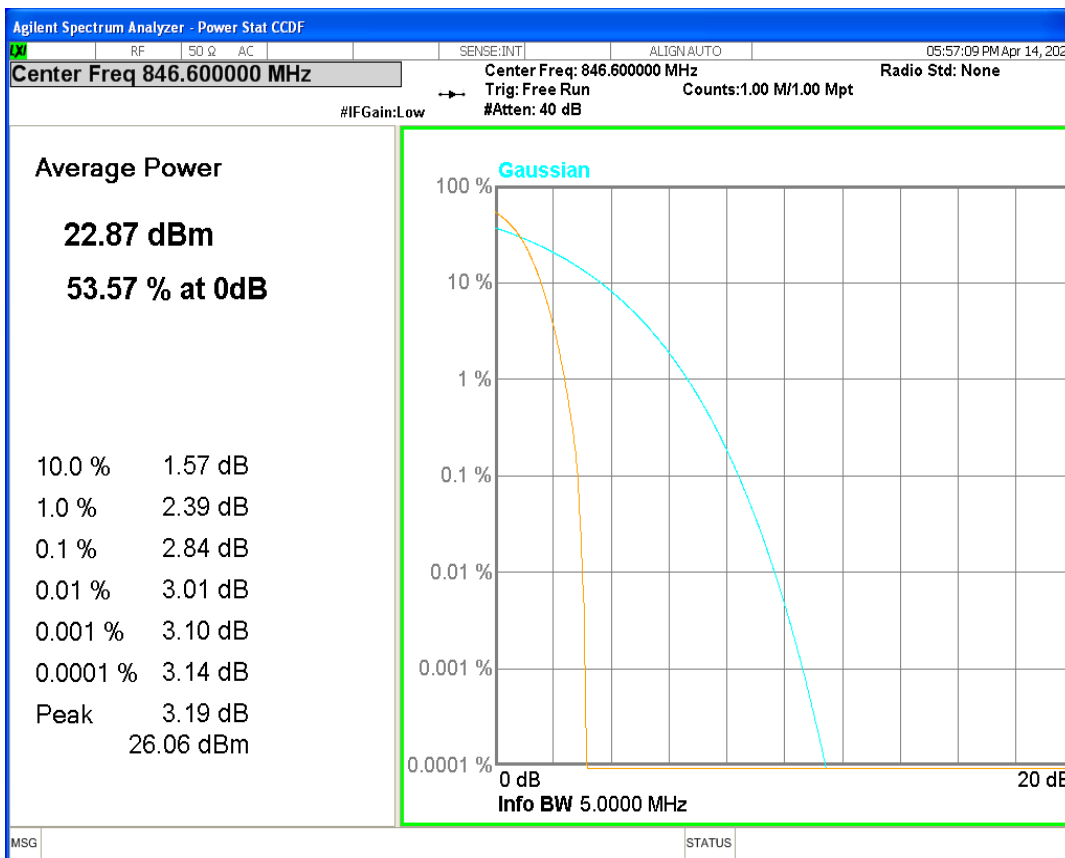 Agilent Spectrum Analyzer - Power Stat CCDF
LXI RF 50 Ω AC SENSE:INT ALIGN AUTO 05:57:09 PM Apr 14, 202
Center Freq 846.600000 MHz
Center Freq: 846.600000 MHz Radio Std: None
Trig: Free Run Counts:1.00 M/1.00 Mpt
#IFGain:Low #Atten: 40 dB
Average Power
22.87 dBm
53.57 % at 0dB
10.0 % 1.57 dB
1.0 % 2.39 dB
0.1 % 2.84 dB
0.01 % 3.01 dB
0.001 % 3.10 dB
0.0001 % 3.14 dB
Peak 3.19 dB
26.06 dBm
Gaussian
100 %
10 %
1 %
0.1 %
0.01 %
0.001 %
0.0001 %
0 dB 20 dB
Info BW 5.0000 MHz
MSG STATUS